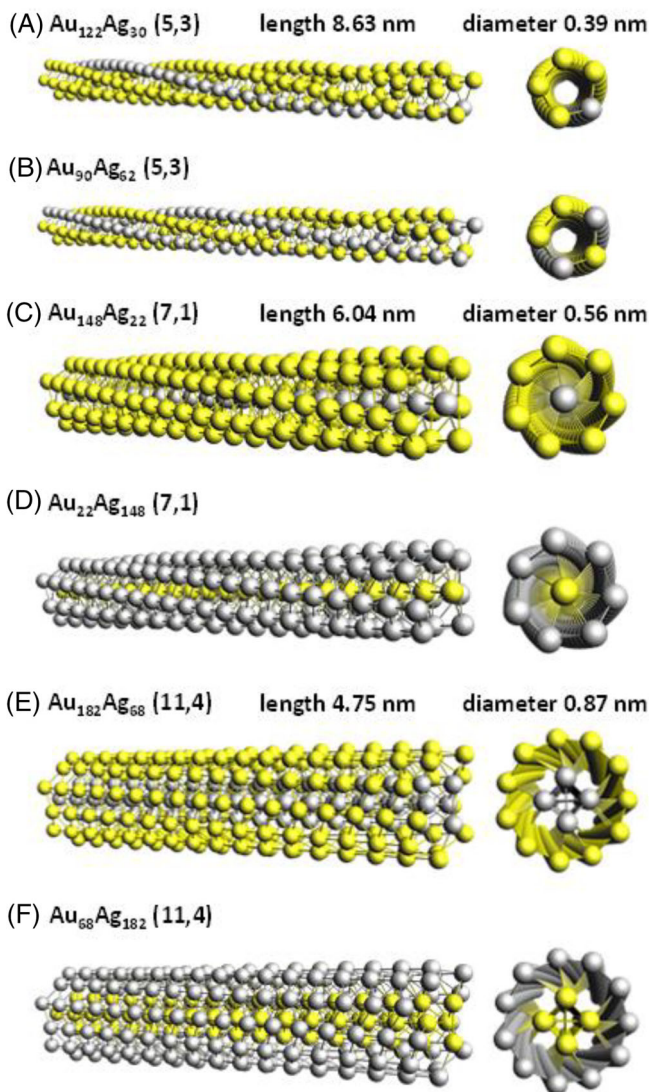 (A) Au₁₂₂Ag₃₀ (5,3) length 8.63 nm diameter 0.39 nm
(B) Au₉₀Ag₆₂ (5,3)
(C) Au₁₄₈Ag₂₂ (7,1) length 6.04 nm diameter 0.56 nm
(D) Au₂₂Ag₁₄₈ (7,1)
(E) Au₁₈₂Ag₆₈ (11,4) length 4.75 nm diameter 0.87 nm
(F) Au₆₈Ag₁₈₂ (11,4)